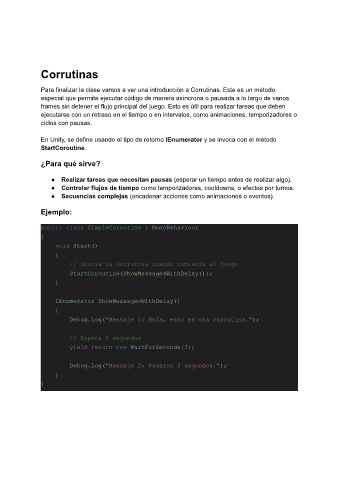 Corrutinas
Para finalizar la clase vamos a ver una introducción a Corrutinas. Este es un método
especial que permite ejecutar código de manera asíncrona o pausada a lo largo de varios
frames sin detener el flujo principal del juego. Esto es útil para realizar tareas que deben
ejecutarse con un retraso en el tiempo o en intervalos, como animaciones, temporizadores o
ciclos con pausas.
En Unity, se define usando el tipo de retorno IEnumerator y se invoca con el método
StartCoroutine.
¿Para qué sirve?
● Realizar tareas que necesitan pausas (esperar un tiempo antes de realizar algo).
● Controlar flujos de tiempo como temporizadores, cooldowns, o efectos por turnos.
● Secuencias complejas (encadenar acciones como animaciones o eventos)
Ejemplo:
public class SimpleCoroutine : MonoBehaviour
{
void Start()
{
// Inicia la corrutina cuando comienza el juego
StartCoroutine(ShowMessagesWithDelay());
}
IEnumerator ShowMessagesWithDelay()
{
Debug.Log("Mensaje 1: Hola, esto es una corrutina.");
// Espera 3 segundos
yield return new WaitForSeconds(3);
Debug.Log("Mensaje 2: Pasaron 3 segundos.");
}
}